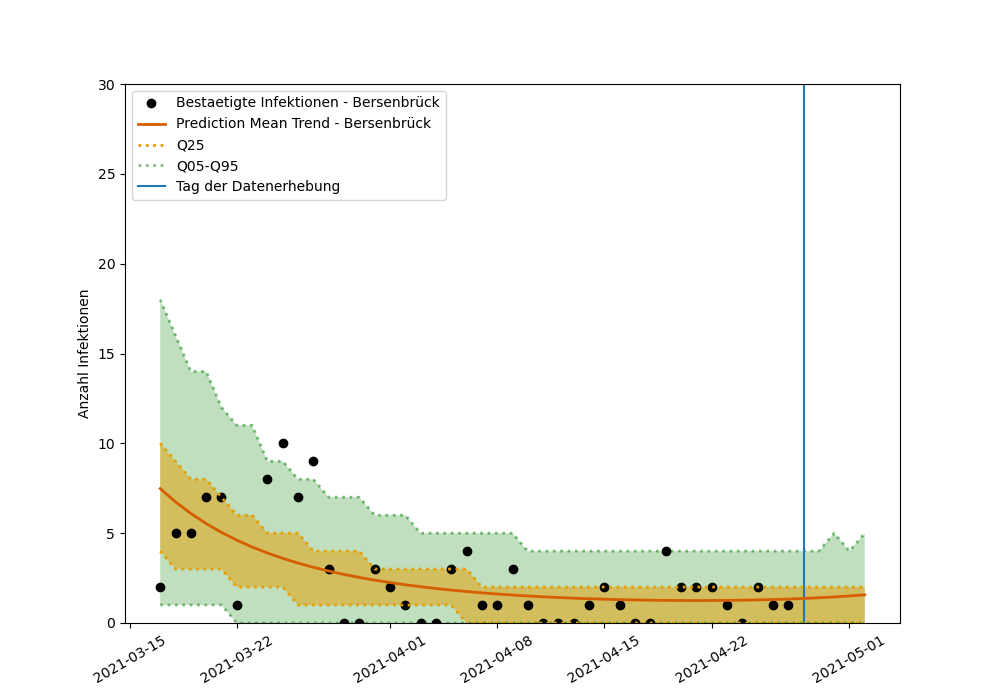 30
25
20
15
10
5
0
Anzahl Infektionen
Bestaetigte Infektionen - Bersenbrück
Prediction Mean Trend - Bersenbrück
Q25
Q05-Q95
Tag der Datenerhebung
2021-03-15
2021-03-22
2021-04-01
2021-04-08
2021-04-15
2021-04-22
2021-05-01